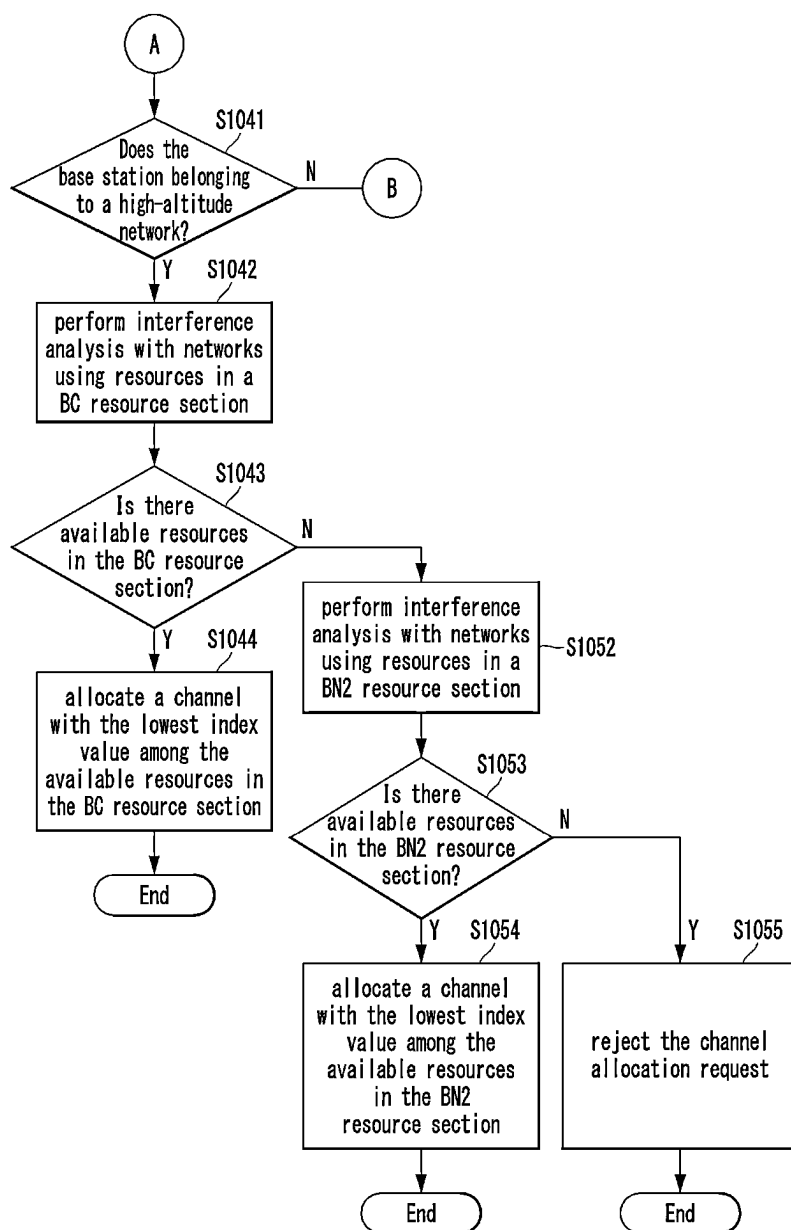 A
S1041
Does the
base station belonging
to a high-altitude
network?
N
B
Y
S1042
perform interference
analysis with networks
using resources in a
BC resource section
S1043
Is there
available resources
in the BC resource
section?
N
Y
S1044
allocate a channel
with the lowest index
value among the
available resources in
the BC resource section
End
perform interference
analysis with networks
using resources in a
BN2 resource section
S1052
S1053
Is there
available resources
in the BN2 resource
section?
N
Y
S1054
allocate a channel
with the lowest index
value among the
available resources
in the BN2
resource section
End
Y
S1055
reject the channel
allocation request
End